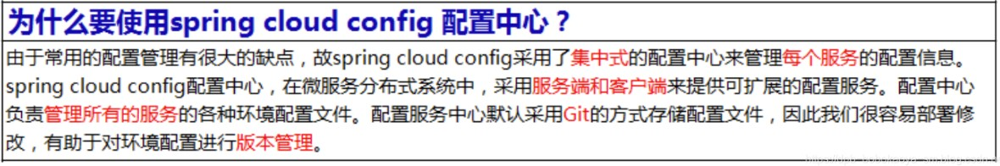 为什么要使用spring cloud config 配置中心？
由于常用的配置管理有很大的缺点，故spring cloud config采用了集中式的配置中心来管理每个服务的配置信息。
spring cloud config配置中心，在微服务分布式系统中，采用服务端和客户端来提供可扩展的配置服务。配置中心
负责管理所有的服务的各种环境配置文件。配置服务中心默认采用Git的方式存储配置文件，因此我们很容易部署修
改，有助于对环境配置进行版本管理。